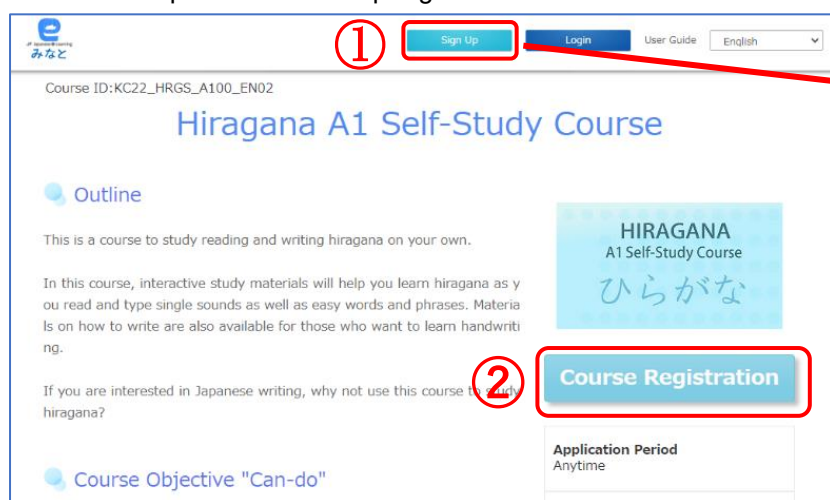 ① Sign Up Login User Guide English
JF Japanese e-Learning
みなと
Course ID:KC22_HRGS_A100_EN02
Hiragana A1 Self-Study Course
Outline
This is a course to study reading and writing hiragana on your own.
In this course, interactive study materials will help you learn hiragana as y
ou read and type single sounds as well as easy words and phrases. Materia
ls on how to write are also available for those who want to learn handwriti
ng.
If you are interested in Japanese writing, why not use this course to study
hiragana?
Course Objective "Can-do"
HIRAGANA
A1 Self-Study Course
ひらがな
② Course Registration
Application Period
Anytime